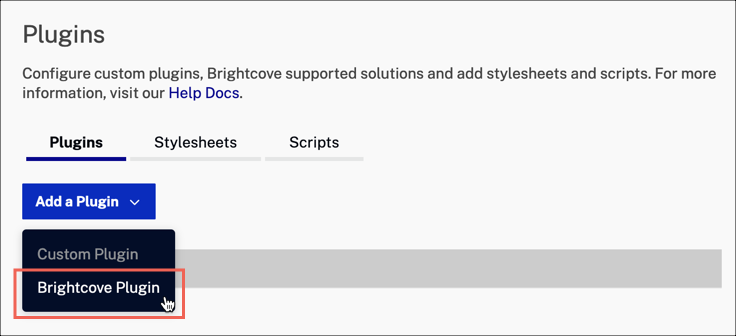 Plugins
Configure custom plugins, Brightcove supported solutions and add stylesheets and scripts. For more
information, visit our Help Docs.
Plugins Stylesheets Scripts
Add a Plugin
Custom Plugin
Brightcove Plugin